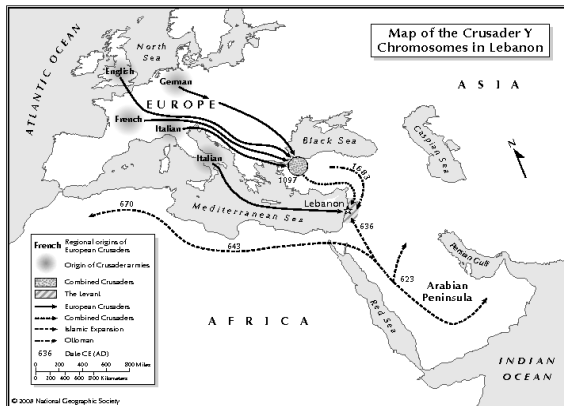 Map of the Crusader Y
Chromosomes in Lebanon
ATLANTIC OCEAN
North
Sea
English
German
EUROPE
French
Italian
Italian
ASIA
Black Sea
Caspian Sea
N
1097
1683
Lebanon
636
Mediterranean Sea
670
643
623
Persian Gulf
Arabian
Peninsula
Red Sea
AFRICA
INDIAN
OCEAN
French Regional origins of
European Crusaders
Origin of Crusader armies
Combined Crusaders
The Levant
European Crusaders
Combined Crusaders
Islamic Expansion
Ottoman
636 Date CE (AD)
0 200 400 600 800 Miles
0 100 400 600 800 Kilometers
© 2008 National Geographic Society